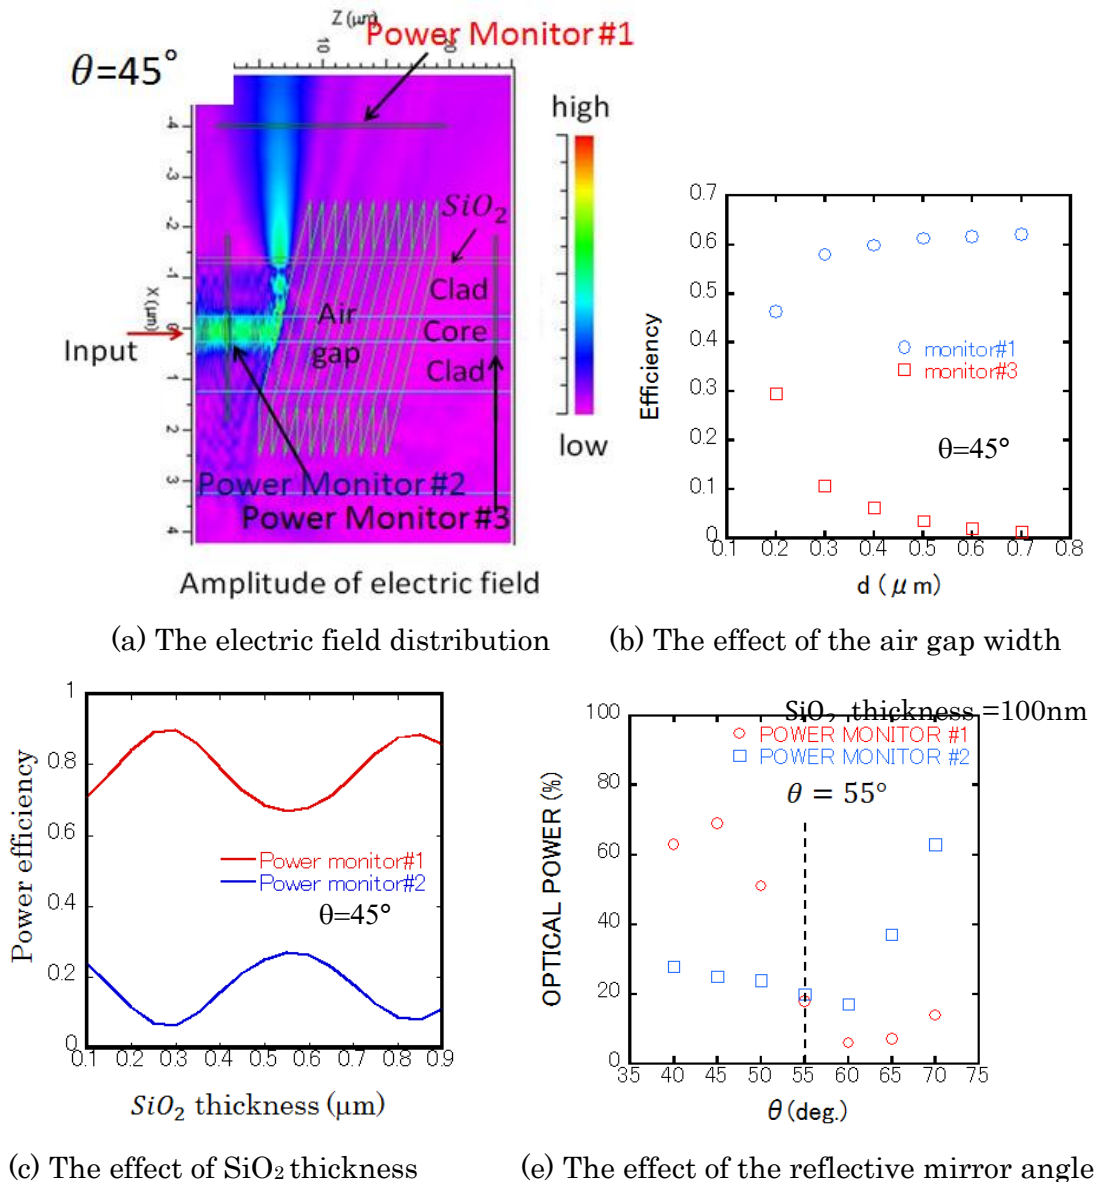 Z (μm)
Power Monitor #1
10
20
θ=45°
high
4
-3
-2
SiO2
-1
Clad
X (μm)
0
Air gap
Core
Input
1
Clad
2
low
3
Power Monitor #2
Power Monitor #3
4
Amplitude of electric field
(a) The electric field distribution
0.7
0.6
0.5
0.4
0.3
0.2
0.1
0
Efficiency
monitor#1
monitor#3
θ=45°
0.1 0.2 0.3 0.4 0.5 0.6 0.7 0.8
d (μm)
(b) The effect of the air gap width
1
0.8
0.6
0.4
0.2
0
Power efficiency
Power monitor#1
Power monitor#2
θ=45°
0.1 0.2 0.3 0.4 0.5 0.6 0.7 0.8 0.9
SiO2 thickness (μm)
(c) The effect of SiO2 thickness
SiO2 thickness =100nm
100
80
60
40
20
0
OPTICAL POWER (%)
POWER MONITOR #1
POWER MONITOR #2
θ = 55°
35 40 45 50 55 60 65 70 75
θ (deg.)
(e) The effect of the reflective mirror angle